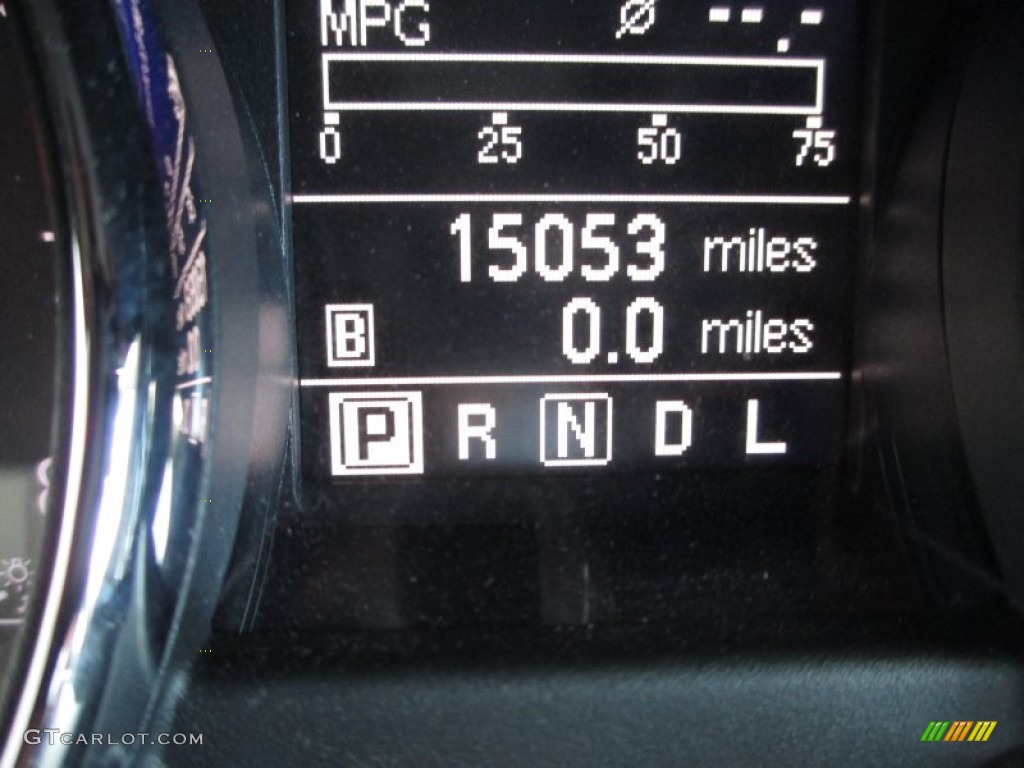 MPG Ø --.-
0 25 50 75
15053 miles
B 0.0 miles
P R N D L
GTCARLOT.COM